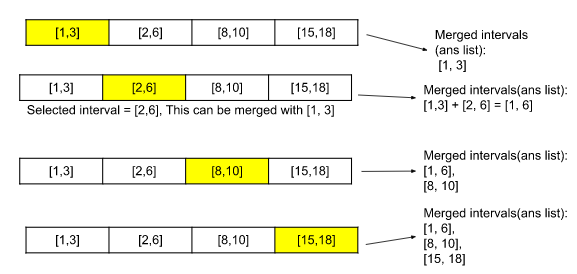 [1,3] [2,6] [8,10] [15,18]
Merged intervals
(ans list):
[1, 3]
[1,3] [2,6] [8,10] [15,18]
Selected interval = [2,6], This can be merged with [1, 3]
Merged intervals(ans list):
[1,3] + [2, 6] = [1, 6]
[1,3] [2,6] [8,10] [15,18]
Merged intervals(ans list):
[1, 6],
[8, 10]
[1,3] [2,6] [8,10] [15,18]
Merged intervals(ans list):
[1, 6],
[8, 10],
[15, 18]